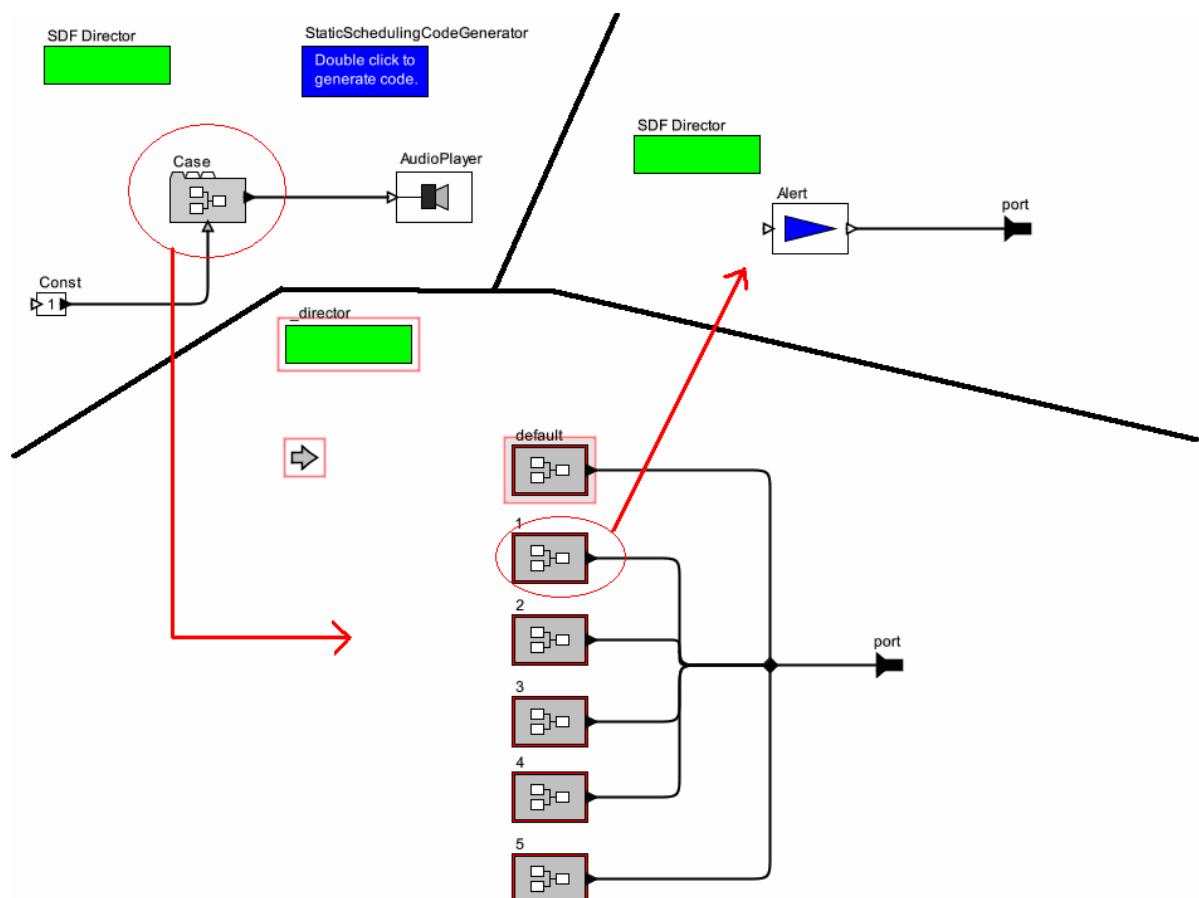 SDF Director
StaticSchedulingCodeGenerator
Double click to
generate code.
Case
AudioPlayer
Const
1
SDF Director
Alert
port
_director
default
1
2
3
4
5
port